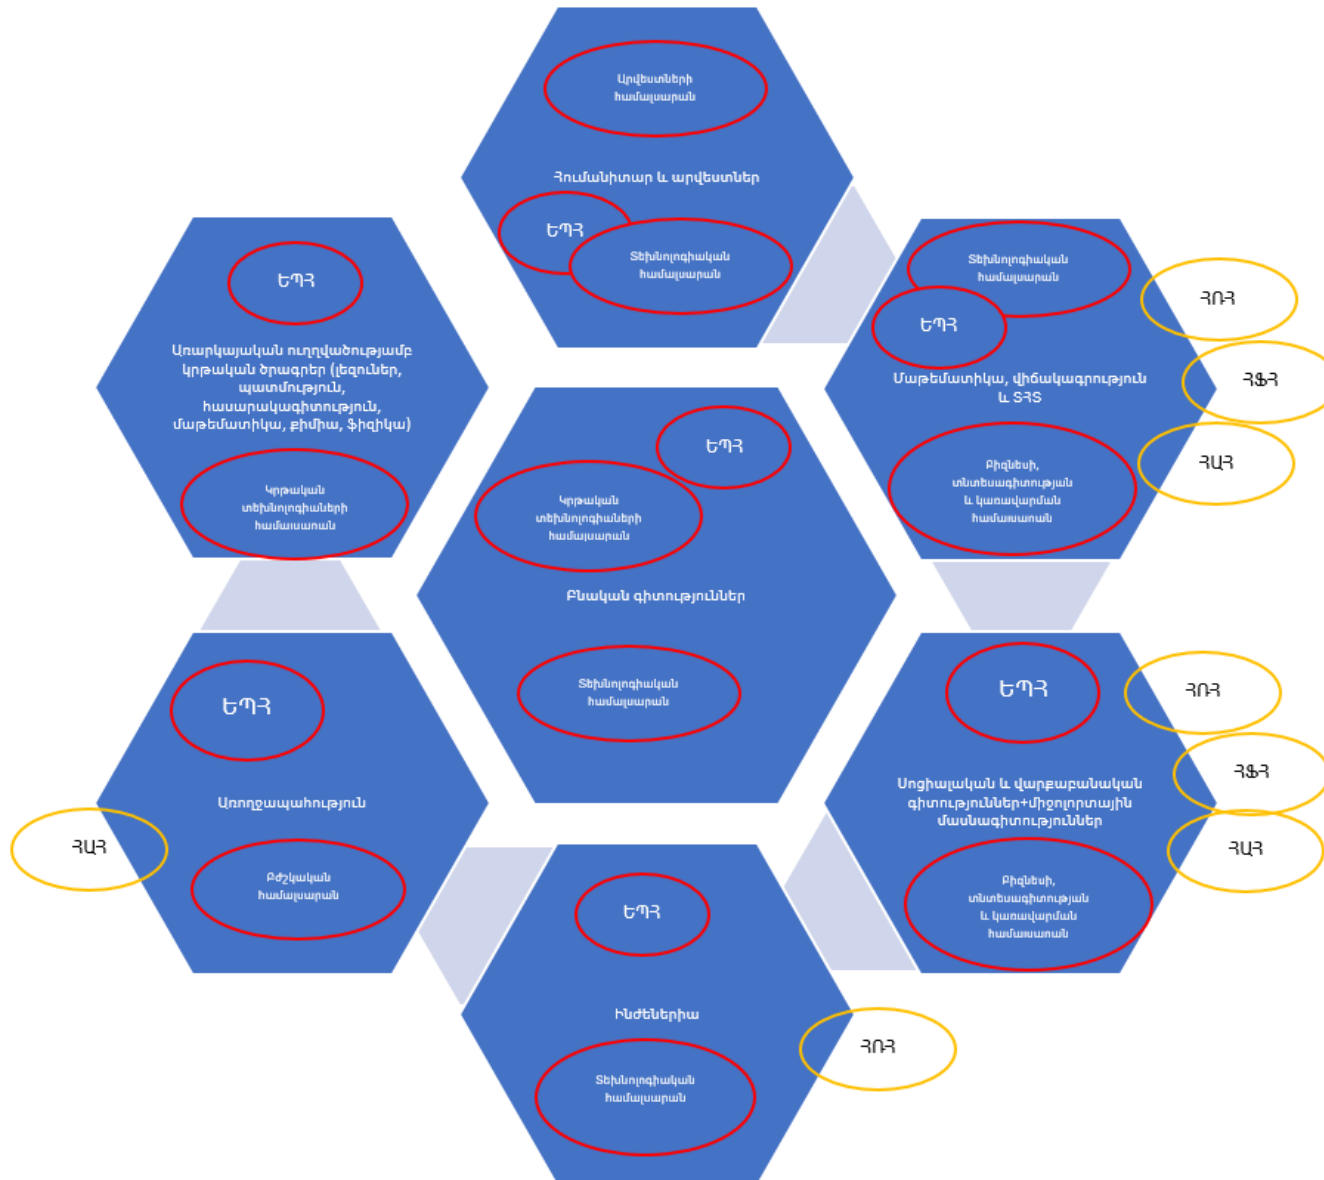 Արվեստների
համալսարան
Հումանիտար և արվեստներ
ԵՊՀ
Տեխնոլոգիական
համալսարան
ԵՊՀ
Առարկայական ուղղվածությամբ
կրթական ծրագրեր (լեզուներ,
պատմություն,
հասարակագիտություն,
մաթեմատիկա, քիմիա, ֆիզիկա)
Կրթական
տեխնոլոգիաների
համալսարան
Տեխնոլոգիական
համալսարան
ԵՊՀ
Մաթեմատիկա, վիճակագրություն
և ՏՀՏ
Բիզնեսի,
տնտեսագիտության
և կառավարման
համալսարան
ՀՌՀ
ՀՖՀ
ՀԱՀ
ԵՊՀ
Կրթական
տեխնոլոգիաների
համալսարան
Բնական գիտություններ
Տեխնոլոգիական
համալսարան
ԵՊՀ
Առողջապահություն
ՀԱՀ
Բժշկական
համալսարան
ԵՊՀ
Սոցիալական և վարքաբանական
գիտություններ+միջոլորտային
մասնագիտություններ
Բիզնեսի,
տնտեսագիտության
և կառավարման
համալսարան
ՀՌՀ
ՀՖՀ
ՀԱՀ
ԵՊՀ
Ինժեներիա
Տեխնոլոգիական
համալսարան
ՀՌՀ